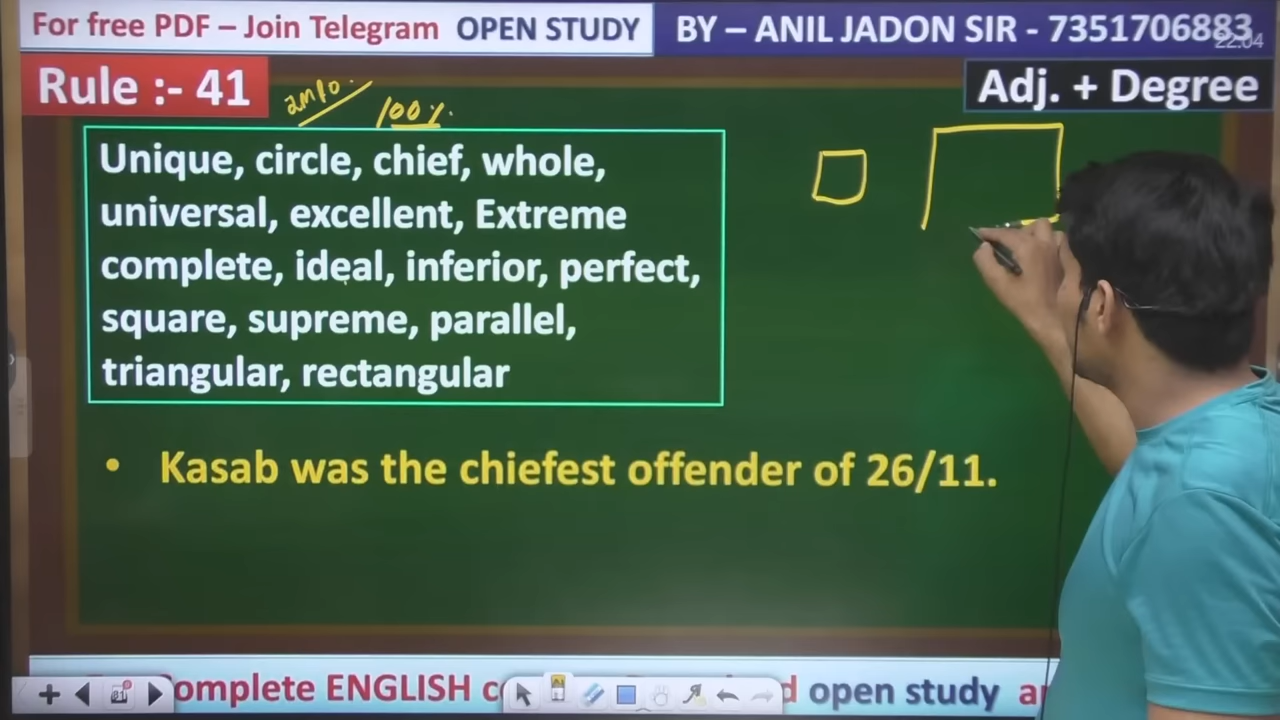 For free PDF – Join Telegram OPEN STUDY
BY – ANIL JADON SIR - 7351706883
22:04
Rule :- 41
Adj. + Degree
100%
Unique, circle, chief, whole,
universal, excellent, Extreme
complete, ideal, inferior, perfect,
square, supreme, parallel,
triangular, rectangular
• Kasab was the chiefest offender of 26/11.
omplete ENGLISH c
d open study a